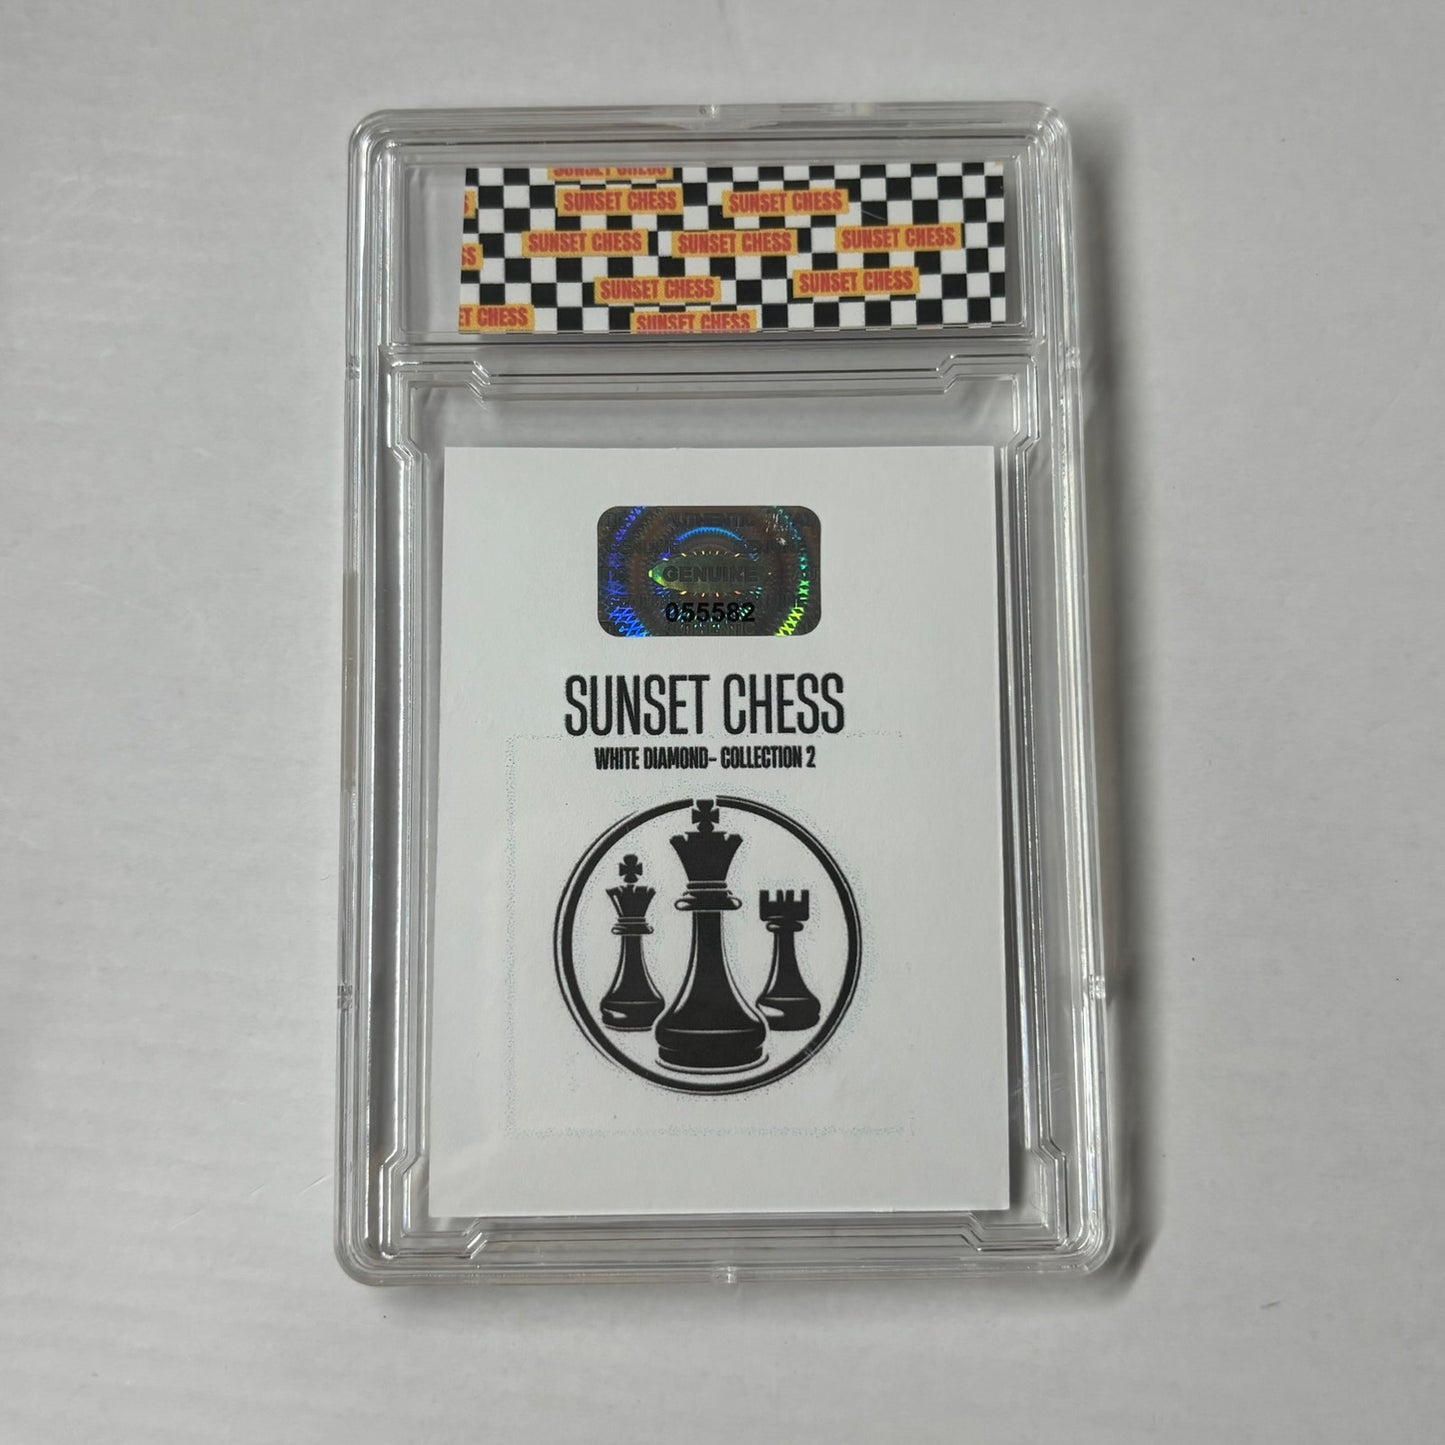 SUNSET CHESS
SUNSET CHESS SUNSET CHESS
SUNSET CHESS SUNSET CHESS SUNSET CHESS
SUNSET CHESS SUNSET CHESS
T CHESS SUNSET CHESS
GENUINE
055582
SUNSET CHESS
WHITE DIAMOND- COLLECTION 2